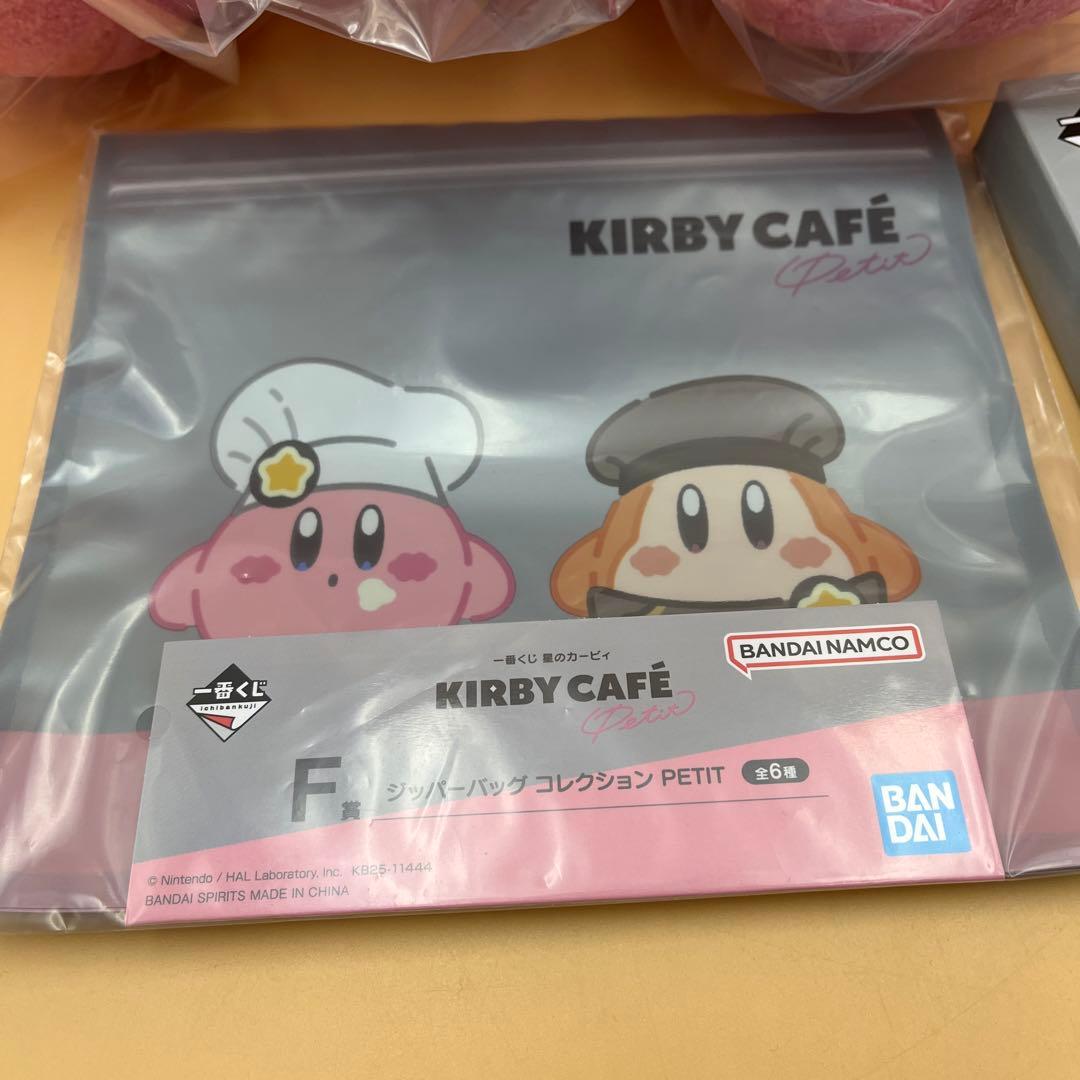 KIRBY CAFÉ
Petit
一番くじ 星のカービィ
KIRBY CAFÉ
Petit
BANDAI NAMCO
一番くじ
ichibankuji
F賞
ジッパーバッグ コレクション PETIT 全6種
BAN
DAI
© Nintendo / HAL Laboratory, Inc. KB25-11444
BANDAI SPIRITS MADE IN CHINA